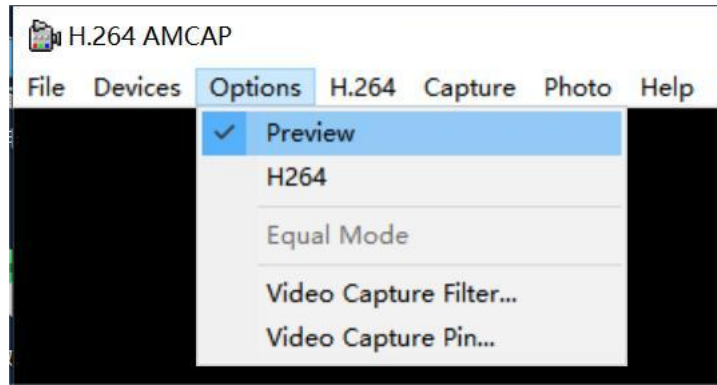 H.264 AMCAP
File Devices Options H.264 Capture Photo Help
Preview
H264
Equal Mode
Video Capture Filter...
Video Capture Pin...